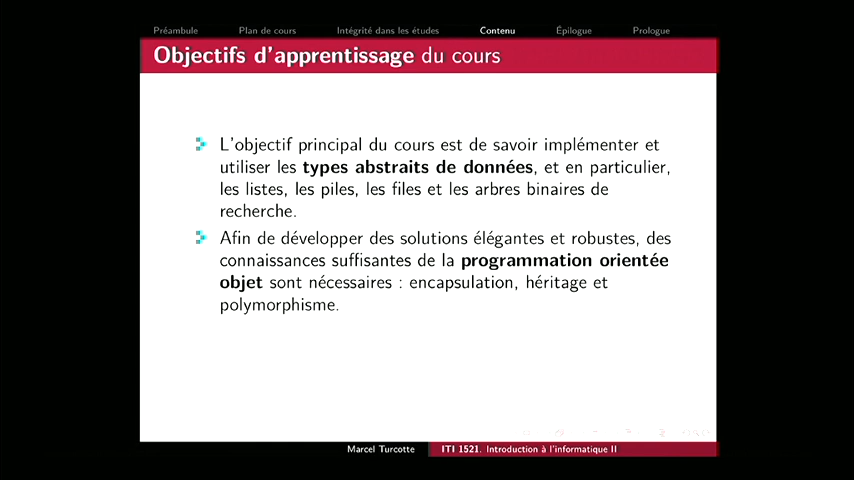 Préambule Plan de cours Intégrité dans les études Contenu Épilogue Prologue
Objectifs d'apprentissage du cours
L'objectif principal du cours est de savoir implémenter et
utiliser les types abstraits de données, et en particulier,
les listes, les piles, les files et les arbres binaires de
recherche.
Afin de développer des solutions élégantes et robustes, des
connaissances suffisantes de la programmation orientée
objet sont nécessaires : encapsulation, héritage et
polymorphisme.
Marcel Turcotte ITI 1521. Introduction à l'informatique II